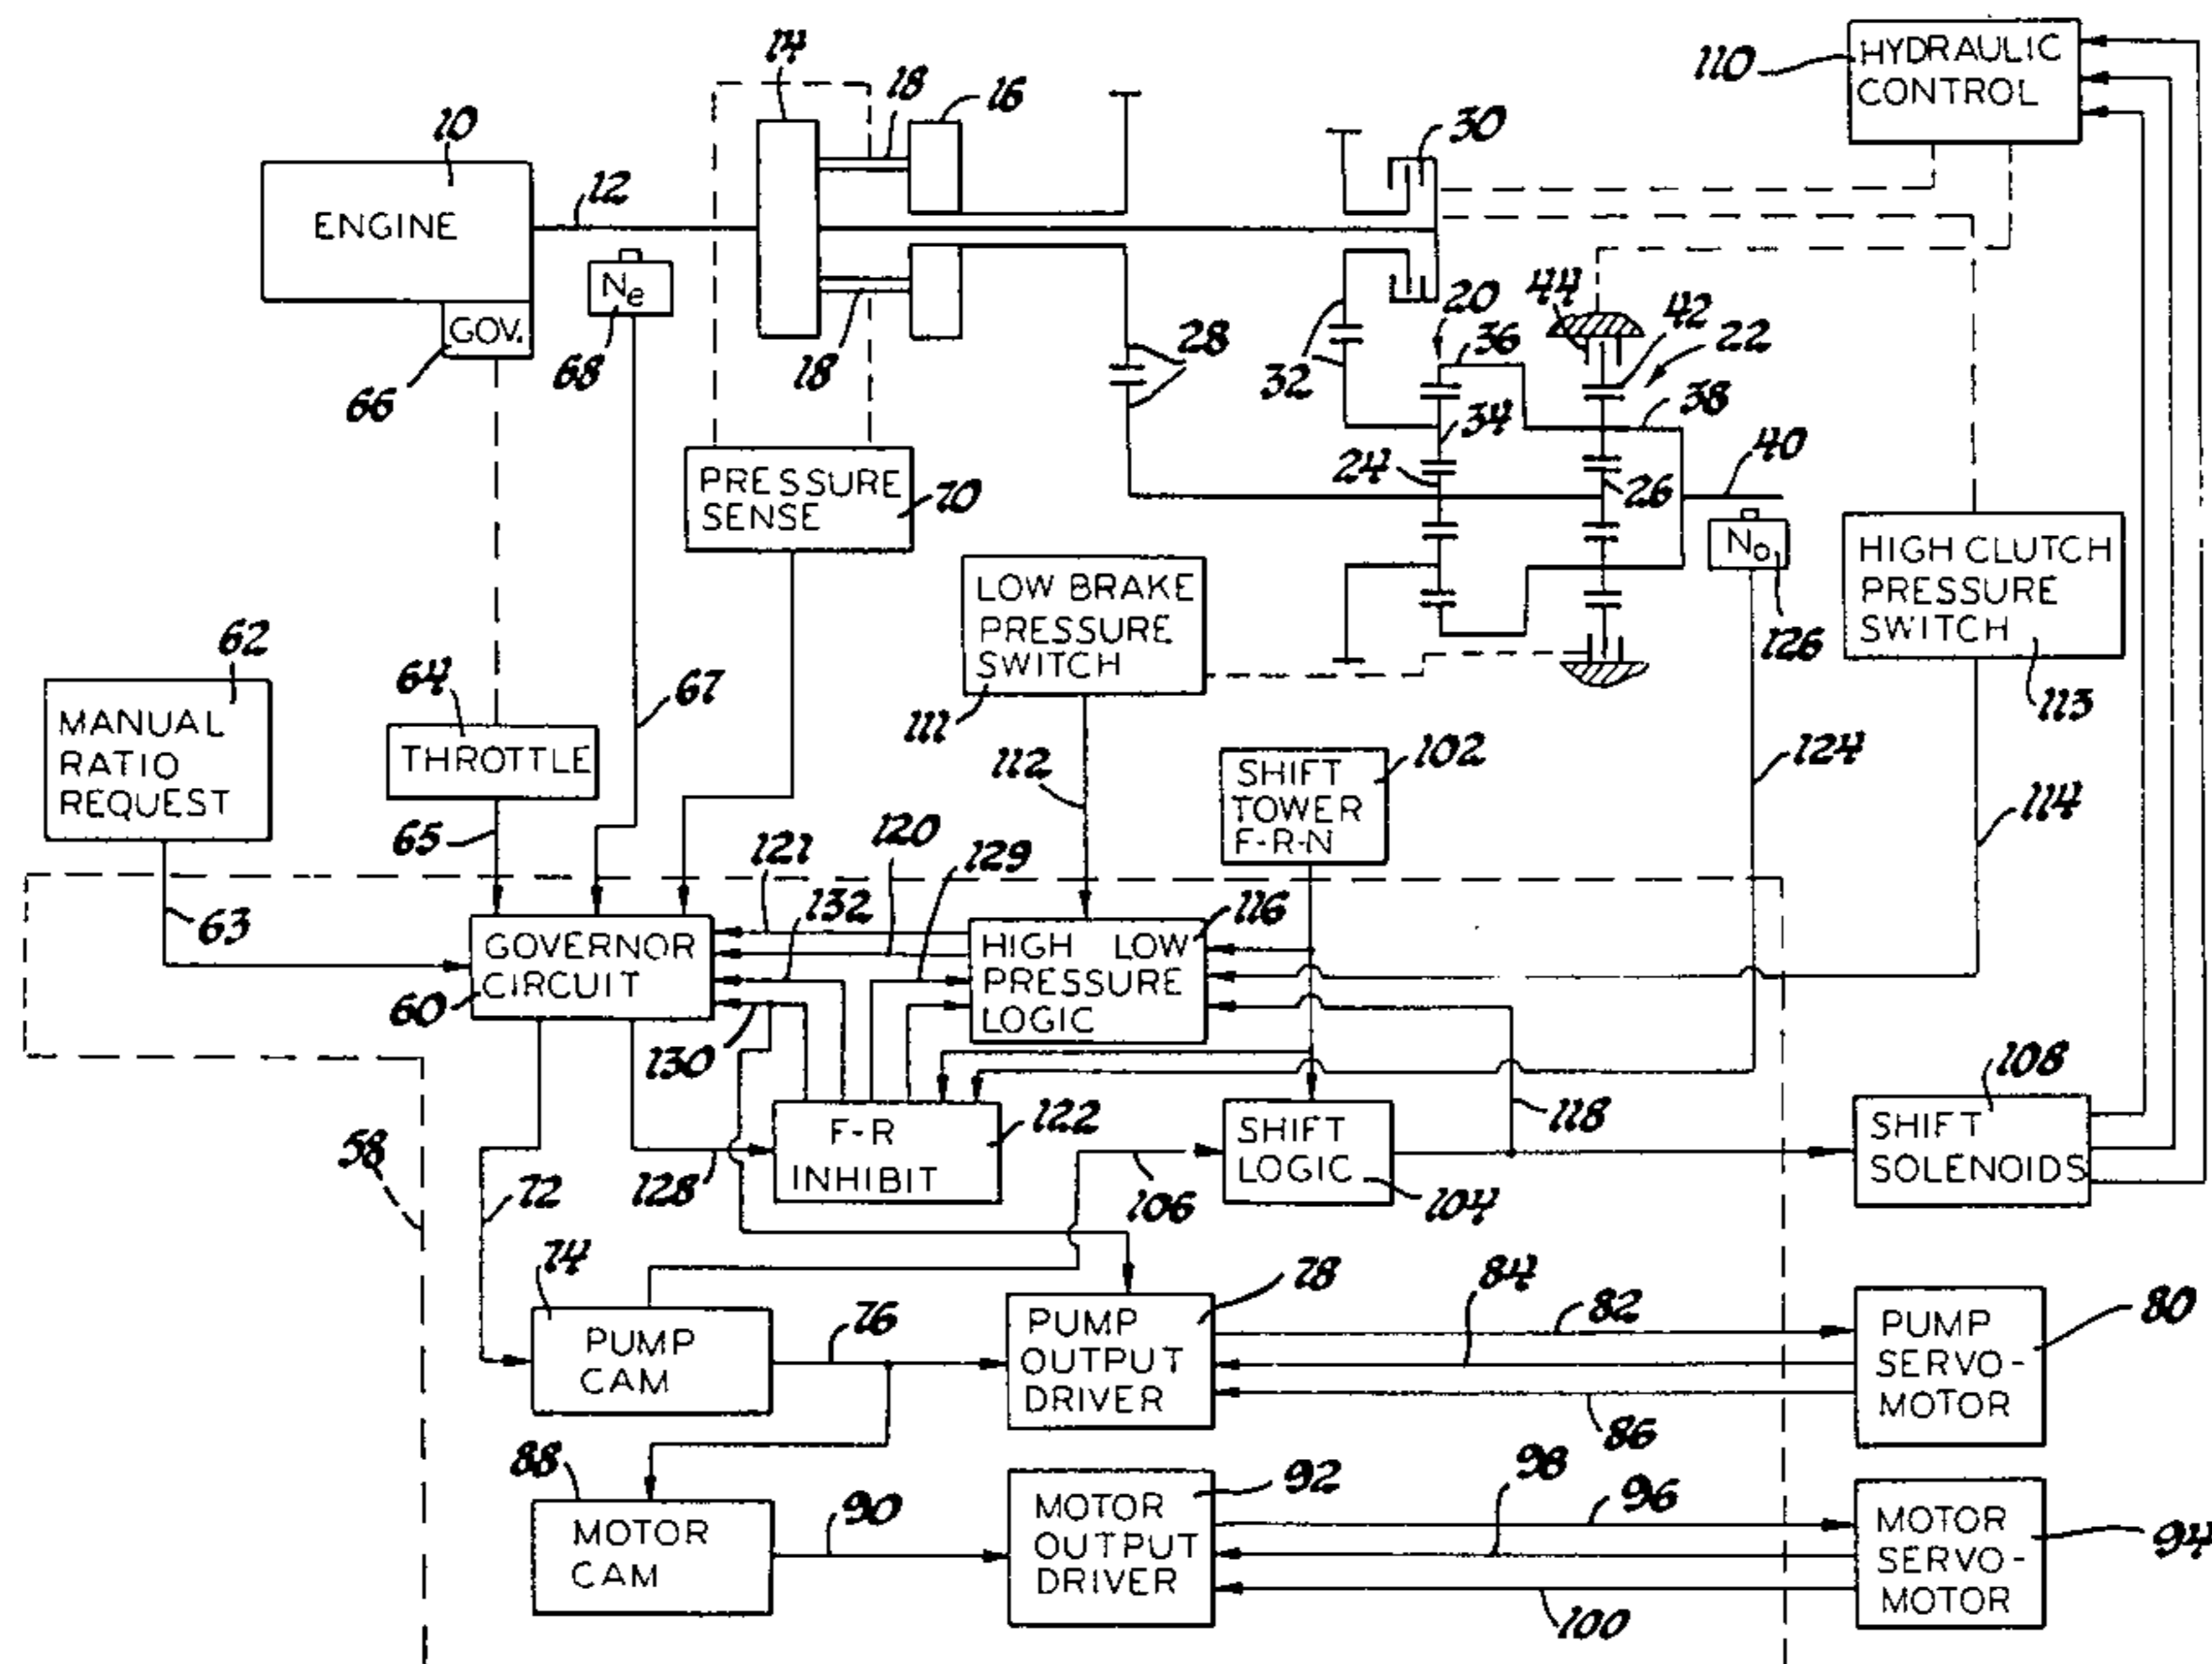 14
18
16
110
HYDRAULIC
CONTROL
10
30
12
ENGINE
Ne
20
44
42
GOV.
28
36
22
18
68
32
66
34
38
40
24
PRESSURE
SENSE
70
26
No
LOW BRAKE
PRESSURE
SWITCH
HIGH CLUTCH
PRESSURE
SWITCH
62
126
64
67
111
113
MANUAL
RATIO
REQUEST
THROTTLE
102
SHIFT
TOWER
F-R-N
112
124
65
121
120
129
114
63
132
116
GOVERNOR
CIRCUIT
60
HIGH LOW
PRESSURE
LOGIC
130
108
118
F-R
INHIBIT
122
SHIFT
LOGIC
SHIFT
SOLENOIDS
58
72
128
106
104
74
78
84
82
80
PUMP
CAM
76
PUMP
OUTPUT
DRIVER
PUMP
SERVO-
MOTOR
86
88
92
98
96
90
MOTOR
CAM
MOTOR
OUTPUT
DRIVER
MOTOR
SERVO-
MOTOR
94
100